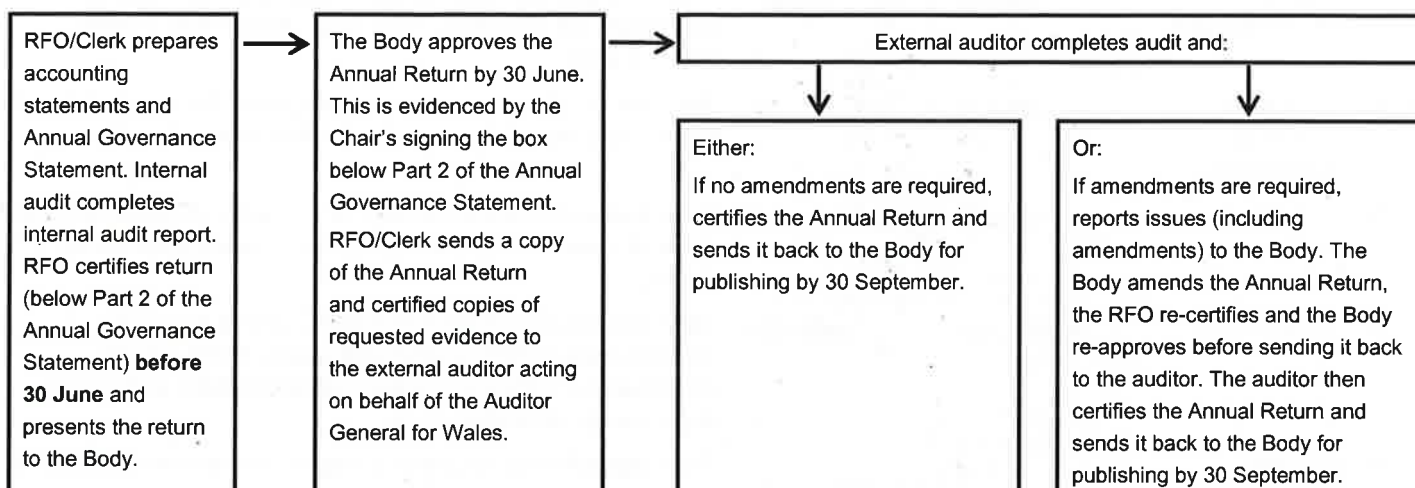 RFO/Clerk prepares
accounting
statements and
Annual Governance
Statement. Internal
audit completes
internal audit report.
RFO certifies return
(below Part 2 of the
Annual Governance
Statement) before
30 June and
presents the return
to the Body.
The Body approves the
Annual Return by 30 June.
This is evidenced by the
Chair's signing the box
below Part 2 of the Annual
Governance Statement.
RFO/Clerk sends a copy
of the Annual Return
and certified copies of
requested evidence to
the external auditor acting
on behalf of the Auditor
General for Wales.
External auditor completes audit and:
Either:
If no amendments are required,
certifies the Annual Return and
sends it back to the Body for
publishing by 30 September.
Or:
If amendments are required,
reports issues (including
amendments) to the Body. The
Body amends the Annual Return,
the RFO re-certifies and the Body
re-approves before sending it back
to the auditor. The auditor then
certifies the Annual Return and
sends it back to the Body for
publishing by 30 September.